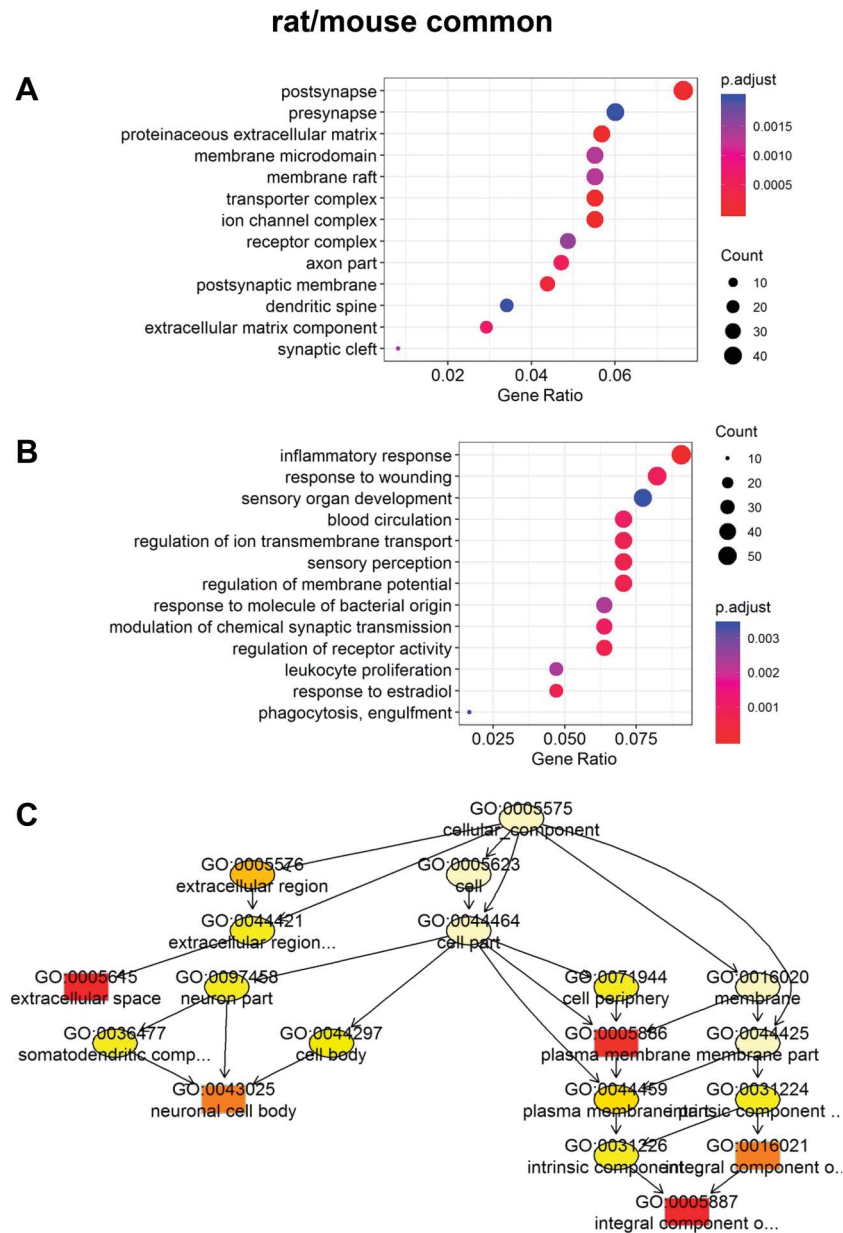 rat/mouse common
A
postsynapse
presynapse
proteinaceous extracellular matrix
membrane microdomain
membrane raft
transporter complex
ion channel complex
receptor complex
axon part
postsynaptic membrane
dendritic spine
extracellular matrix component
synaptic cleft
0.02 0.04 0.06
Gene Ratio
p.adjust
0.0015
0.0010
0.0005
Count
10
20
30
40
B
inflammatory response
response to wounding
sensory organ development
blood circulation
regulation of ion transmembrane transport
sensory perception
regulation of membrane potential
response to molecule of bacterial origin
modulation of chemical synaptic transmission
regulation of receptor activity
leukocyte proliferation
response to estradiol
phagocytosis, engulfment
0.025 0.050 0.075
Gene Ratio
Count
10
20
30
40
50
p.adjust
0.003
0.002
0.001
C
GO:0005575
cellular_component
GO:0005576
extracellular region
GO:0005623
cell
GO:0044421
extracellular region...
GO:0044464
cell part
GO:0005615
extracellular space
GO:0097458
neuron part
GO:0071944
cell periphery
GO:0016020
membrane
GO:0036477
somatodendritic comp...
GO:0044297
cell body
GO:0005886
plasma membrane
GO:0044425
membrane part
GO:0043025
neuronal cell body
GO:0044459
plasma membrane part
GO:0031224
intrinsic component ...
GO:0031226
intrinsic component ...
GO:0016021
integral component o...
GO:0005887
integral component o...